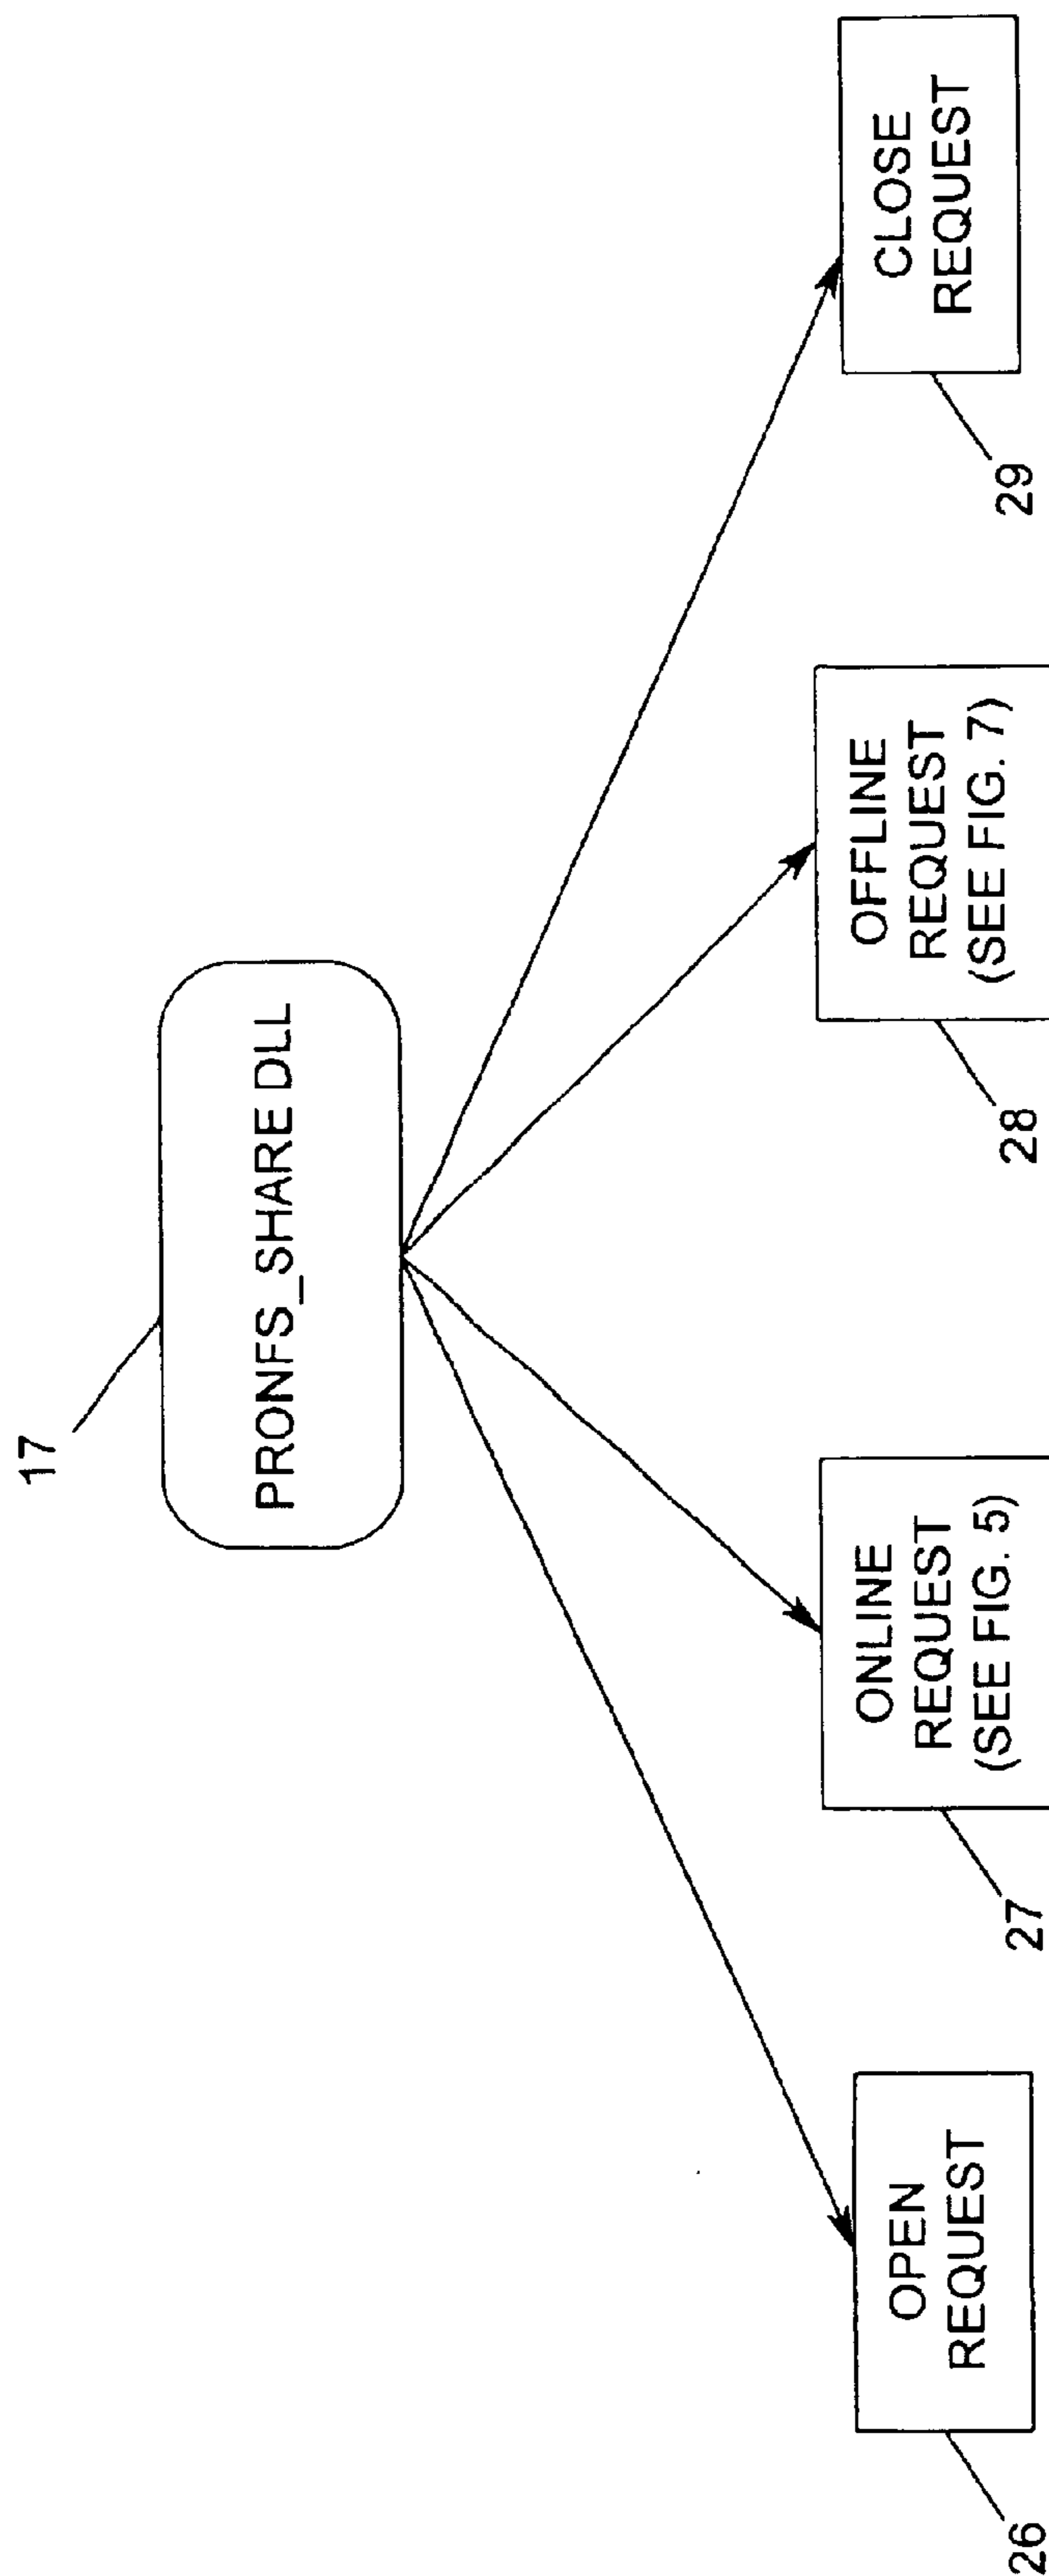 17
PRONFS_SHARE DLL
OPEN
REQUEST
26
ONLINE
REQUEST
(SEE FIG. 5)
27
OFFLINE
REQUEST
(SEE FIG. 7)
28
CLOSE
REQUEST
29